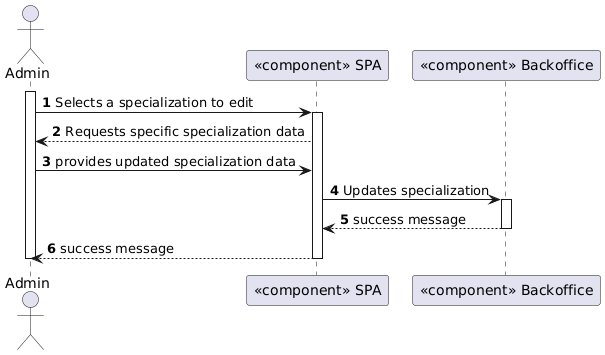 Admin
«component» SPA
«component» Backoffice
1 Selects a specialization to edit
2 Requests specific specialization data
3 provides updated specialization data
4 Updates specialization
5 success message
6 success message
Admin
«component» SPA
«component» Backoffice